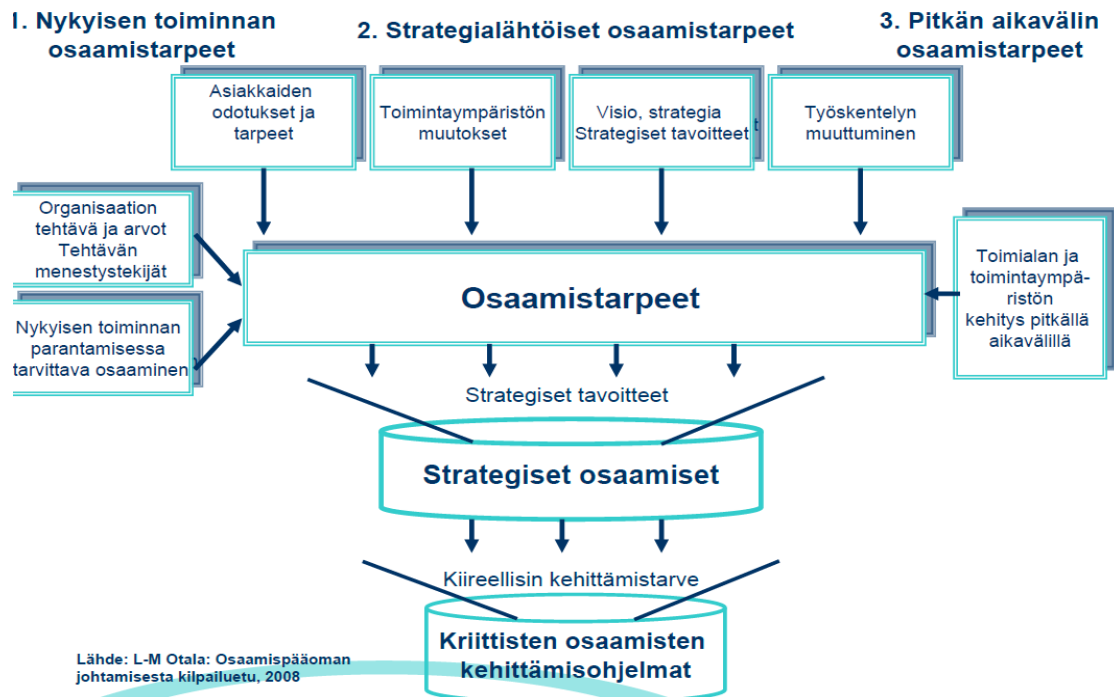 1. Nykyisen toiminnan
osaamistarpeet
2. Strategialähtöiset osaamistarpeet
3. Pitkän aikavälin
osaamistarpeet
Asiakkaiden
odotukset ja
tarpeet
Toimintaympäristön
muutokset
Visio, strategia
Strategiset tavoitteet
Työskentelyn
muuttuminen
Organisaation
tehtävä ja arvot
Tehtävän
menestystekijät
Nykyisen toiminnan
parantamisessa
tarvittava osaaminen
Osaamistarpeet
Toimialan ja
toimintaympä-
ristön
kehitys pitkällä
aikavälillä
Strategiset tavoitteet
Strategiset osaamiset
Kiireellisin kehittämistarve
Kriittisten osaamisten
kehittämisohjelmat
Lähde: L-M Otala: Osaamispääoman
johtamisesta kilpailuetu, 2008